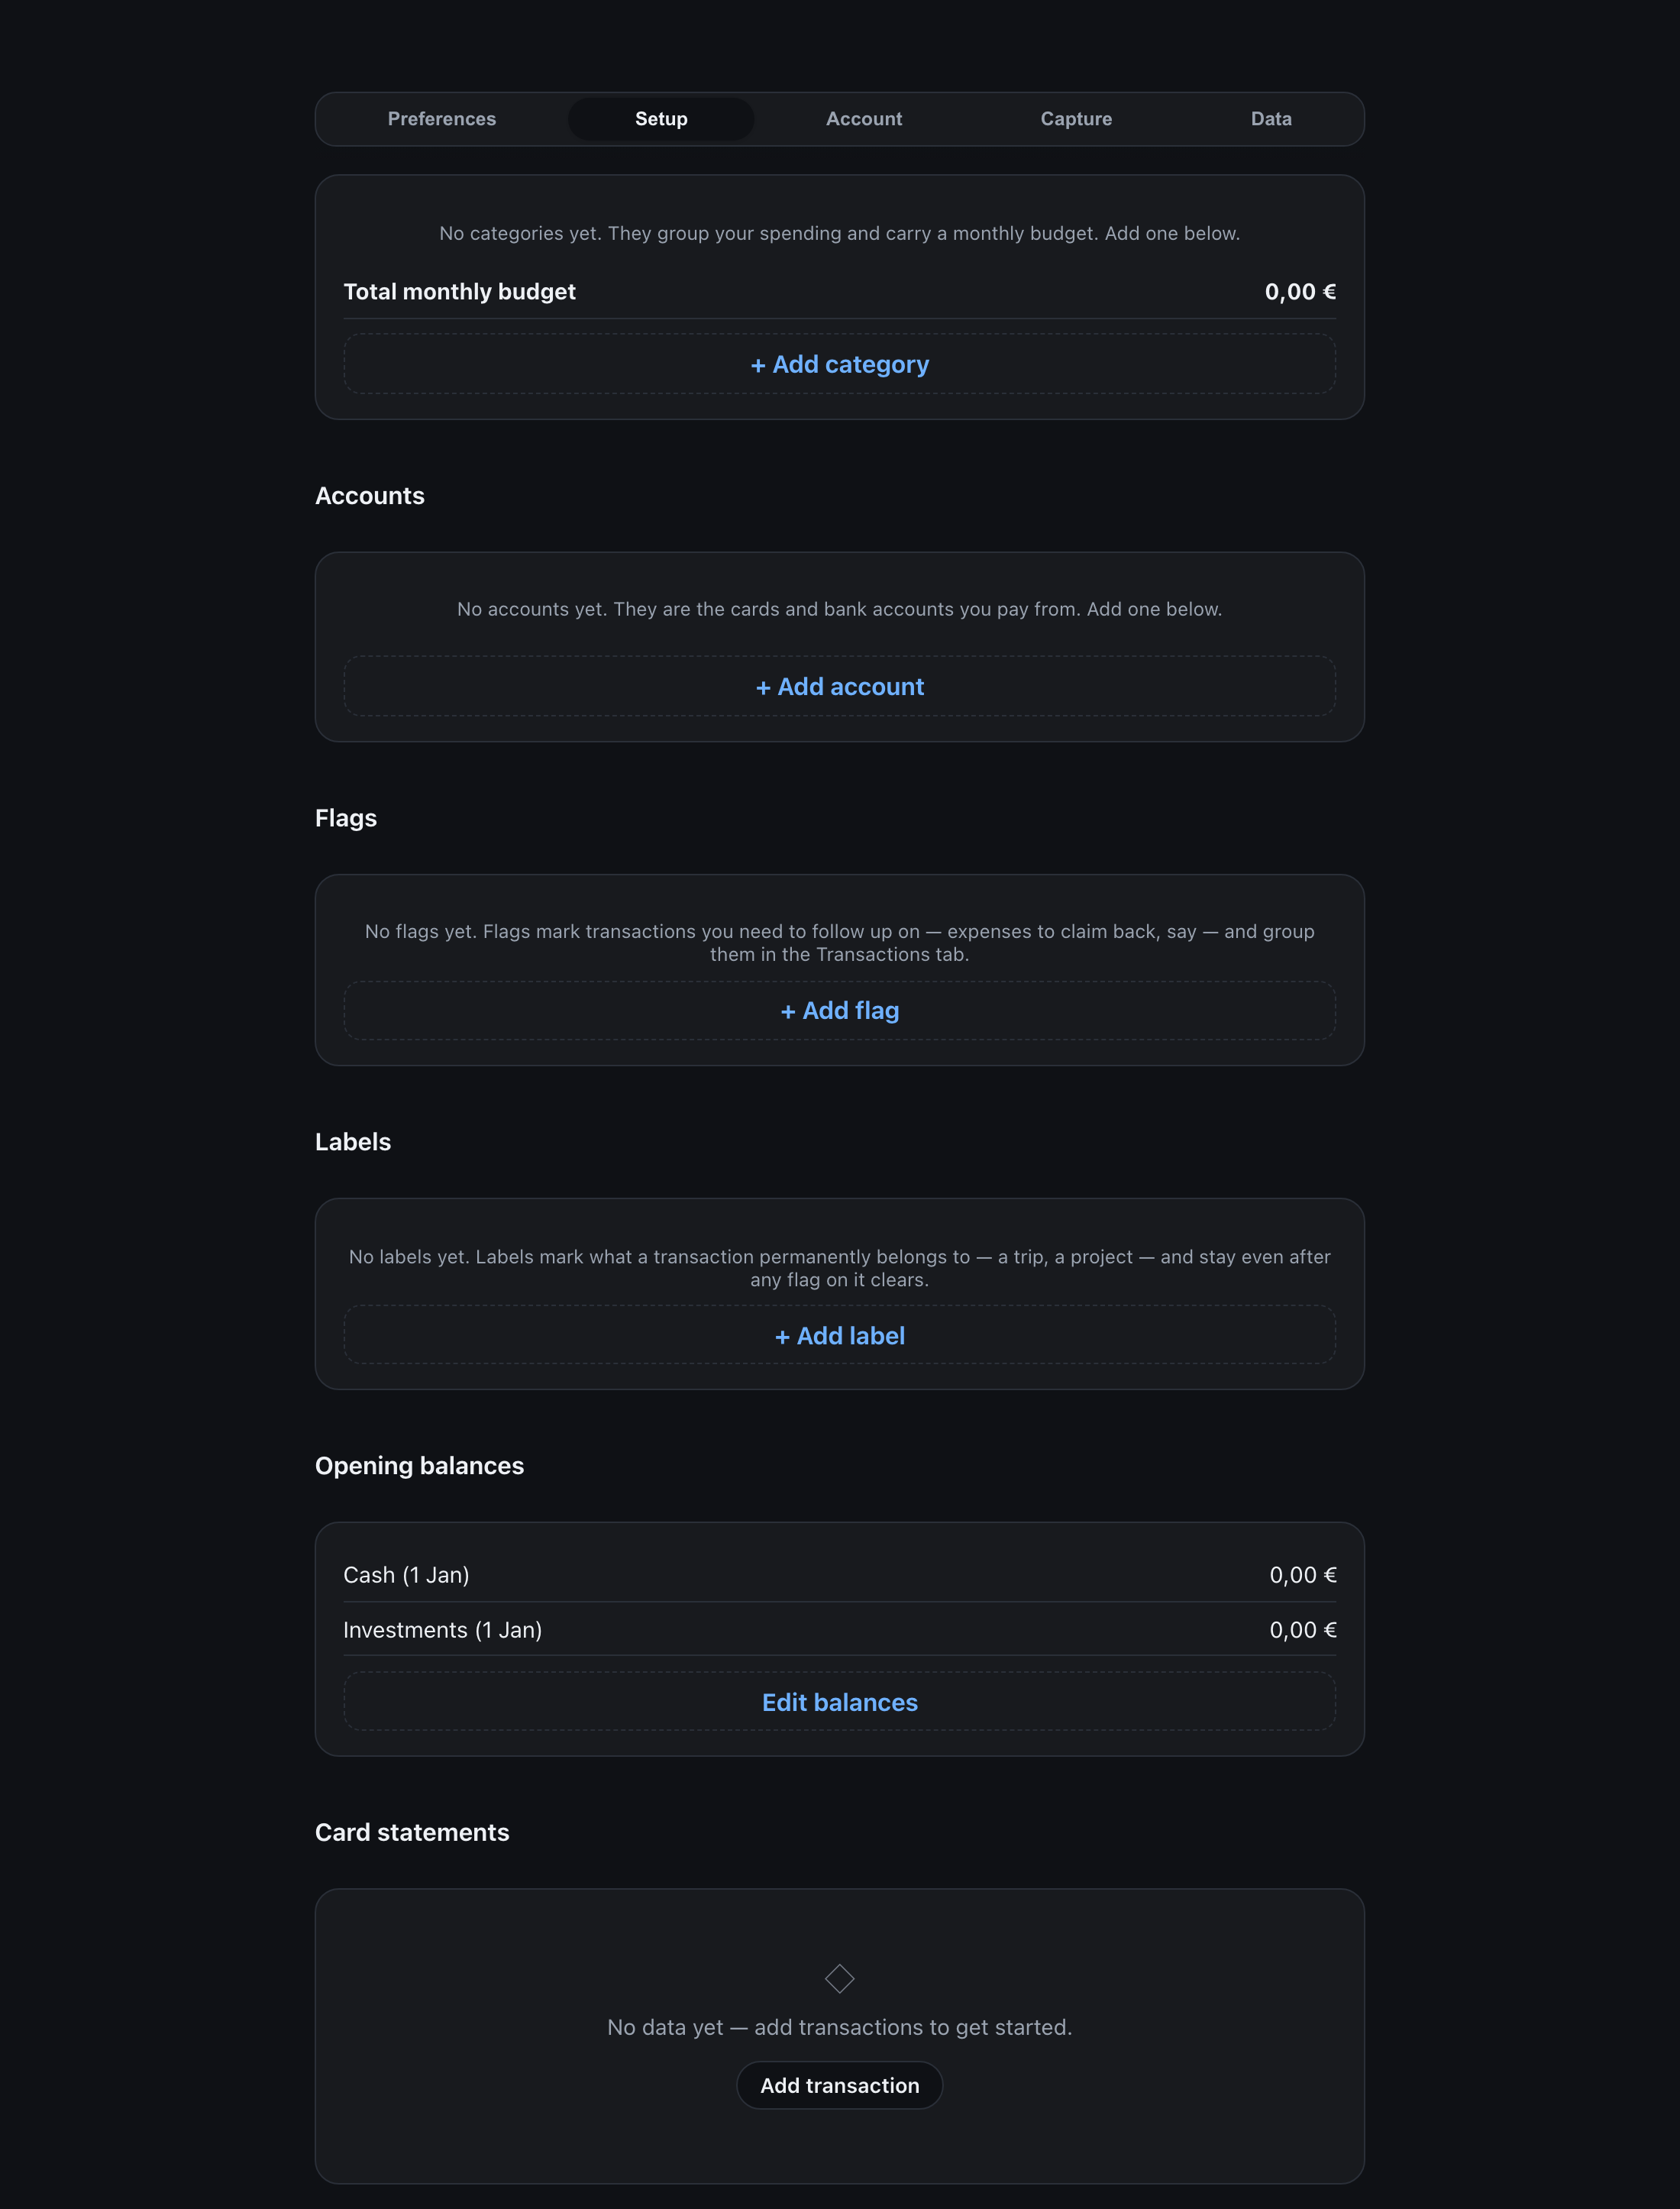 Preferences Setup Account Capture Data
No categories yet. They group your spending and carry a monthly budget. Add one below.
Total monthly budget 0,00 €
+ Add category
Accounts
No accounts yet. They are the cards and bank accounts you pay from. Add one below.
+ Add account
Flags
No flags yet. Flags mark transactions you need to follow up on — expenses to claim back, say — and group
them in the Transactions tab.
+ Add flag
Labels
No labels yet. Labels mark what a transaction permanently belongs to — a trip, a project — and stay even after
any flag on it clears.
+ Add label
Opening balances
Cash (1 Jan) 0,00 €
Investments (1 Jan) 0,00 €
Edit balances
Card statements
No data yet — add transactions to get started.
Add transaction